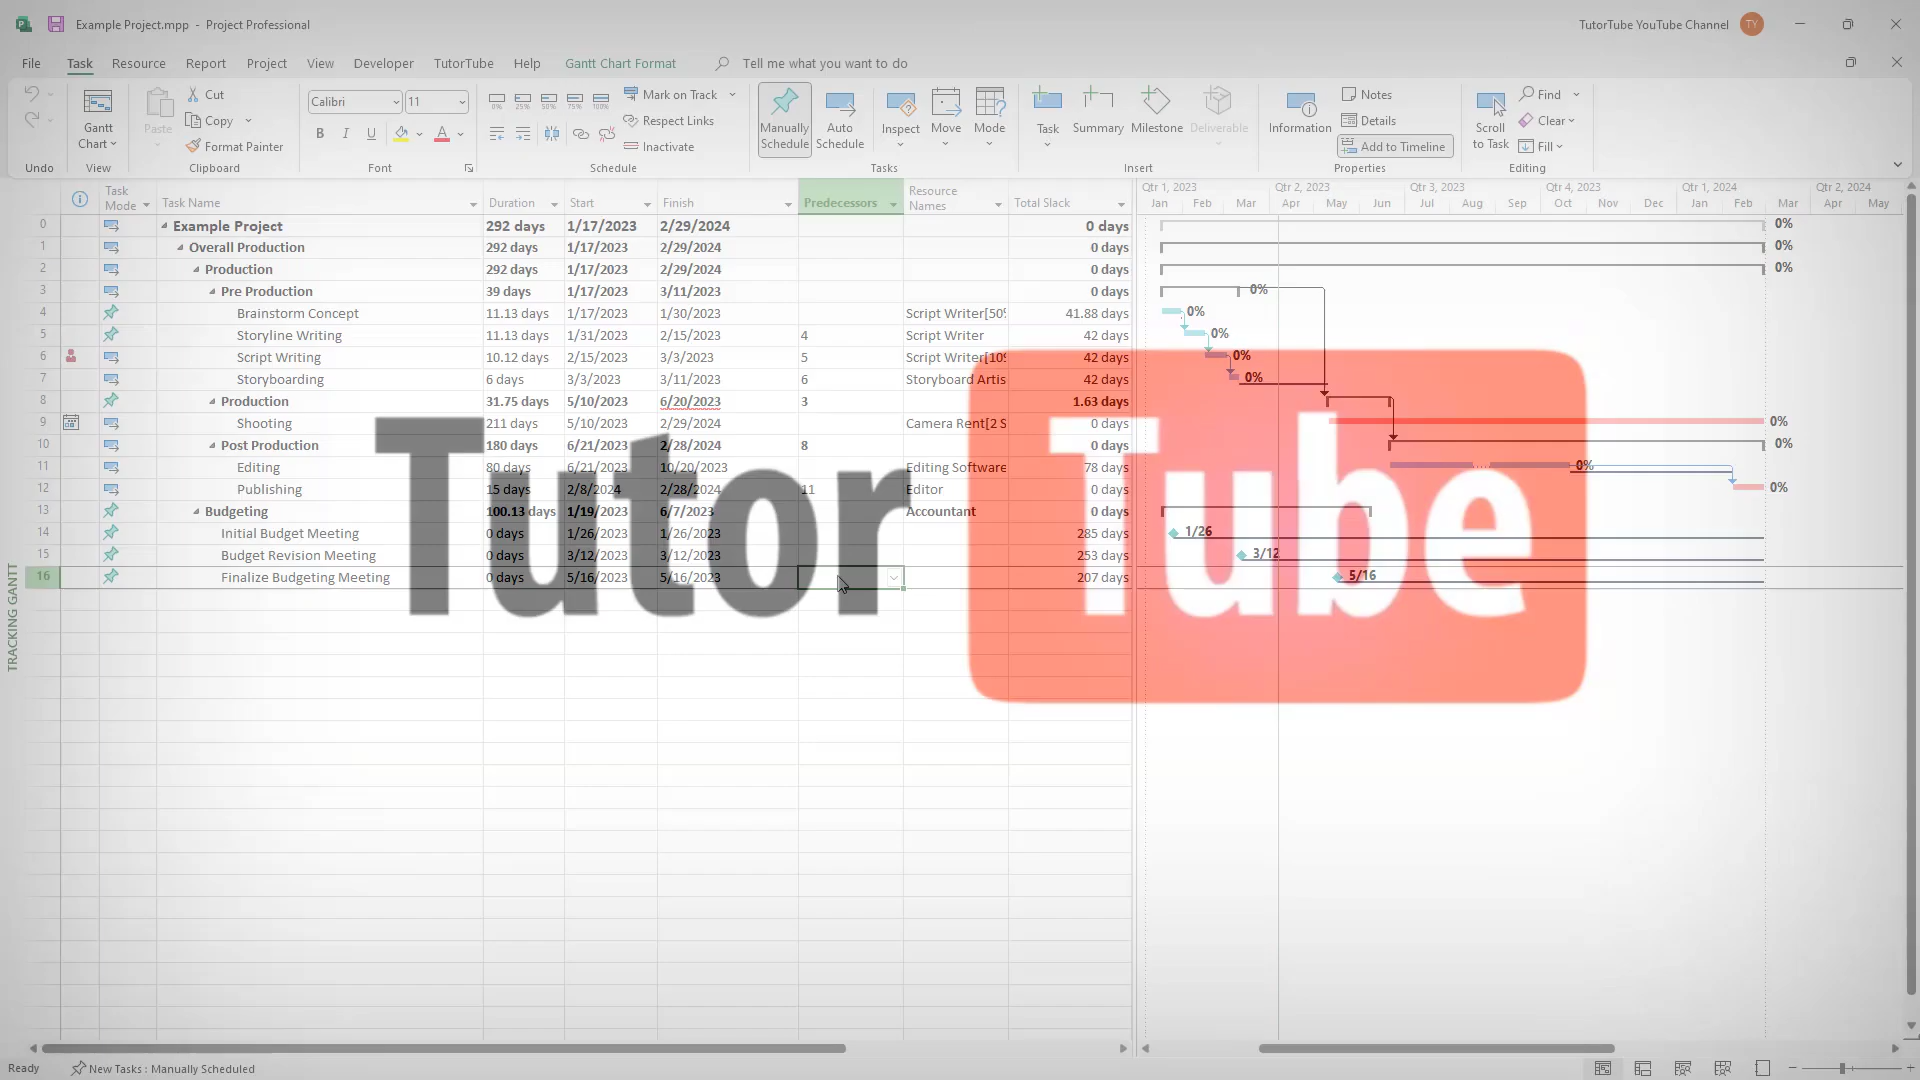 Example Project.mpp - Project Professional
TutorTube YouTube Channel
TY
File Task Resource Report Project View Developer TutorTube Help Gantt Chart Format Tell me what you want to do
Gantt Chart
Paste
Cut
Copy
Format Painter
Calibri 11
B I U A
0% 25% 50% 75% 100%
Mark on Track
Respect Links
Inactivate
Manually Schedule
Auto Schedule
Inspect
Move
Mode
Task
Summary
Milestone
Deliverable
Information
Notes
Details
Add to Timeline
Scroll to Task
Find
Clear
Fill
Undo View Clipboard Font Schedule Tasks Insert Properties Editing
Task Mode Task Name Duration Start Finish Predecessors Resource Names Total Slack
Qtr 1, 2023 Qtr 2, 2023 Qtr 3, 2023 Qtr 4, 2023 Qtr 1, 2024 Qtr 2, 2024
Jan Feb Mar Apr May Jun Jul Aug Sep Oct Nov Dec Jan Feb Mar Apr May
0 Example Project 292 days 1/17/2023 2/29/2024 0 days 0%
1 Overall Production 292 days 1/17/2023 2/29/2024 0 days 0%
2 Production 292 days 1/17/2023 2/29/2024 0 days 0%
3 Pre Production 39 days 1/17/2023 3/11/2023 0 days 0%
4 Brainstorm Concept 11.13 days 1/17/2023 1/30/2023 Script Writer[50% 41.88 days 0%
5 Storyline Writing 11.13 days 1/31/2023 2/15/2023 4 Script Writer 42 days 0%
6 Script Writing 10.12 days 2/15/2023 3/3/2023 5 Script Writer[109 42 days 0%
7 Storyboarding 6 days 3/3/2023 3/11/2023 6 Storyboard Artis 42 days 0%
8 Production 31.75 days 5/10/2023 6/20/2023 3 1.63 days
9 Shooting 211 days 5/10/2023 2/29/2024 Camera Rent[2 S 0 days 0%
10 Post Production 180 days 6/21/2023 2/28/2024 8 0 days 0%
11 Editing 80 days 6/21/2023 10/20/2023 Editing Software 78 days 0%
12 Publishing 15 days 2/8/2024 2/28/2024 11 Editor 0 days 0%
13 Budgeting 100.13 days 1/19/2023 6/7/2023 Accountant 0 days
14 Initial Budget Meeting 0 days 1/26/2023 1/26/2023 285 days 1/26
15 Budget Revision Meeting 0 days 3/12/2023 3/12/2023 253 days 3/12
16 Finalize Budgeting Meeting 0 days 5/16/2023 5/16/2023 207 days 5/16
Tutor Tube
TRACKING GANTT
Ready New Tasks : Manually Scheduled